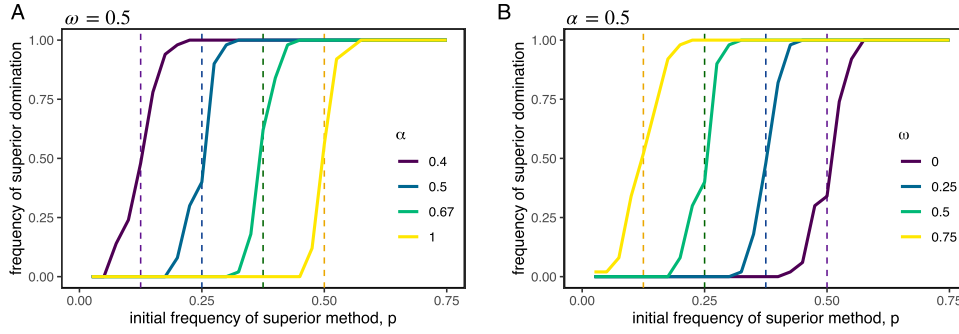 A
ω = 0.5
frequency of superior domination
1.00
0.75
0.50
0.25
0.00
α
0.4
0.5
0.67
1
0.00
0.25
0.50
0.75
initial frequency of superior method, p
B
α = 0.5
frequency of superior domination
1.00
0.75
0.50
0.25
0.00
ω
0
0.25
0.5
0.75
0.00
0.25
0.50
0.75
initial frequency of superior method, p